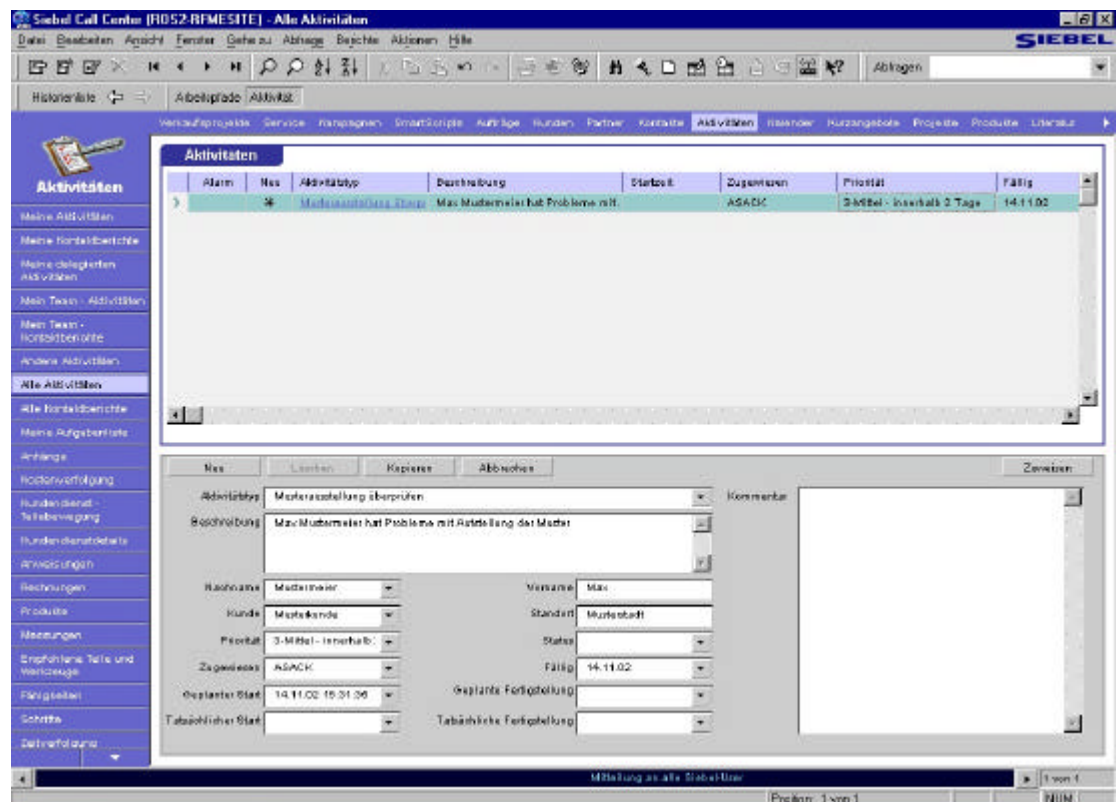 Siebel Call Center (R052-RFMESITE) - Alle Aktivitäten
Datei Bearbeiten Ansicht Fenster Gehe zu Abfrage Berichte Aktionen Hilfe
SIEBEL
Abfragen
Historienliste Arbeitspfade Aktivität
Verkaufsprojekte Service Kampagnen SmartScripts Aufträge Kunden Partner Kontakte Aktivitäten Kalender Kurzangebote Projekte Produkte Literatur
Aktivitäten
Alarm Neu Aktivitätstyp Beschreibung Startzeit Zugewiesen Priorität Fällig
Musterausstellung überp Max Mustermeier hat Probleme mit. ASACK 3-Mittel - innerhalb 2 Tage 14.11.02
Aktivitäten
Meine Aktivitäten
Meine Kontaktberichte
Meine delegierten
Aktivitäten
Mein Team - Aktivitäten
Mein Team -
Kontaktberichte
Andere Aktivitäten
Alle Aktivitäten
Alle Kontaktberichte
Meine Aufgabenliste
Anhänge
Kostenverfolgung
Kundendienst -
Teilebewegung
Kundendienstdetails
Anweisungen
Rechnungen
Produkte
Messungen
Empfohlene Teile und
Werkzeuge
Fähigkeiten
Schritte
Zeitverfolgung
Neu Löschen Kopieren Abbrechen Zuweisen
Aktivitätstyp Musterausstellung überprüfen Kommentar
Beschreibung Max Mustermeier hat Probleme mit Aufstellung der Muster
Nachname Mustermeier Vorname Max
Kunde Musterkunde Standort Musterstadt
Priorität 3-Mittel - innerhalb Status
Zugewiesen ASACK Fällig 14.11.02
Geplanter Start 14.11.02 15:31:36 Geplante Fertigstellung
Tatsächlicher Start Tatsächliche Fertigstellung
Mitteilung an alle Siebel-User 1 von 1
Position: 1 von 1 NUM